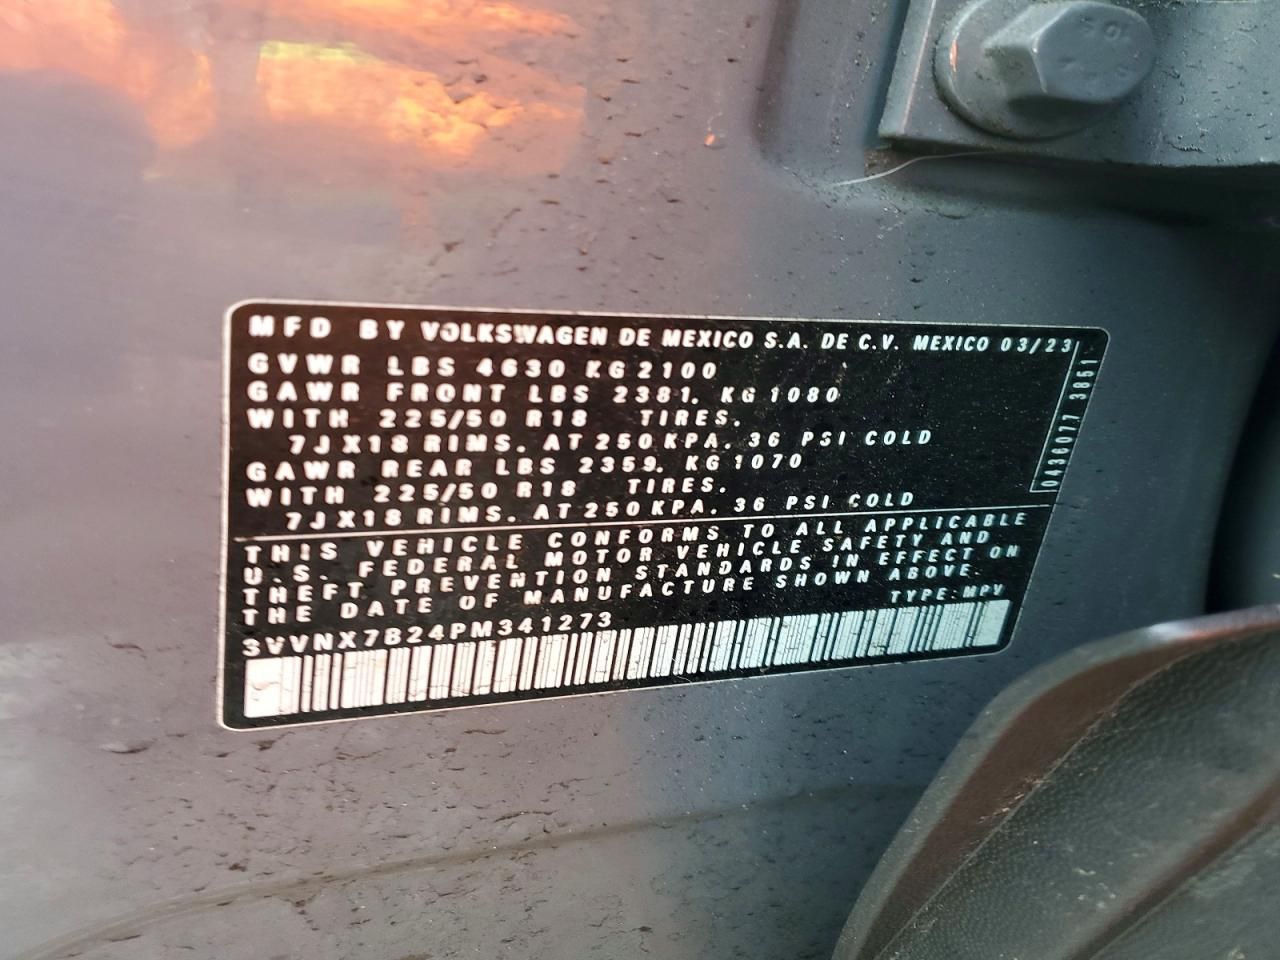 MFD BY VOLKSWAGEN DE MEXICO S.A. DE C.V. MEXICO 03/23
GVWR LBS 4630 KG 2100
GAWR FRONT LBS 2381, KG 1080
WITH 225/50 R18 TIRES,
7JX18 RIMS, AT 250 KPA, 36 PSI COLD
GAWR REAR LBS 2359, KG 1070
WITH 225/50 R18 TIRES,
7JX18 RIMS, AT 250 KPA, 36 PSI COLD
0436077 3851
THIS VEHICLE CONFORMS TO ALL APPLICABLE
U.S. FEDERAL MOTOR VEHICLE SAFETY AND
THEFT PREVENTION STANDARDS IN EFFECT ON
THE DATE OF MANUFACTURE SHOWN ABOVE.
3VVNX7B24PM341273 TYPE: MPV